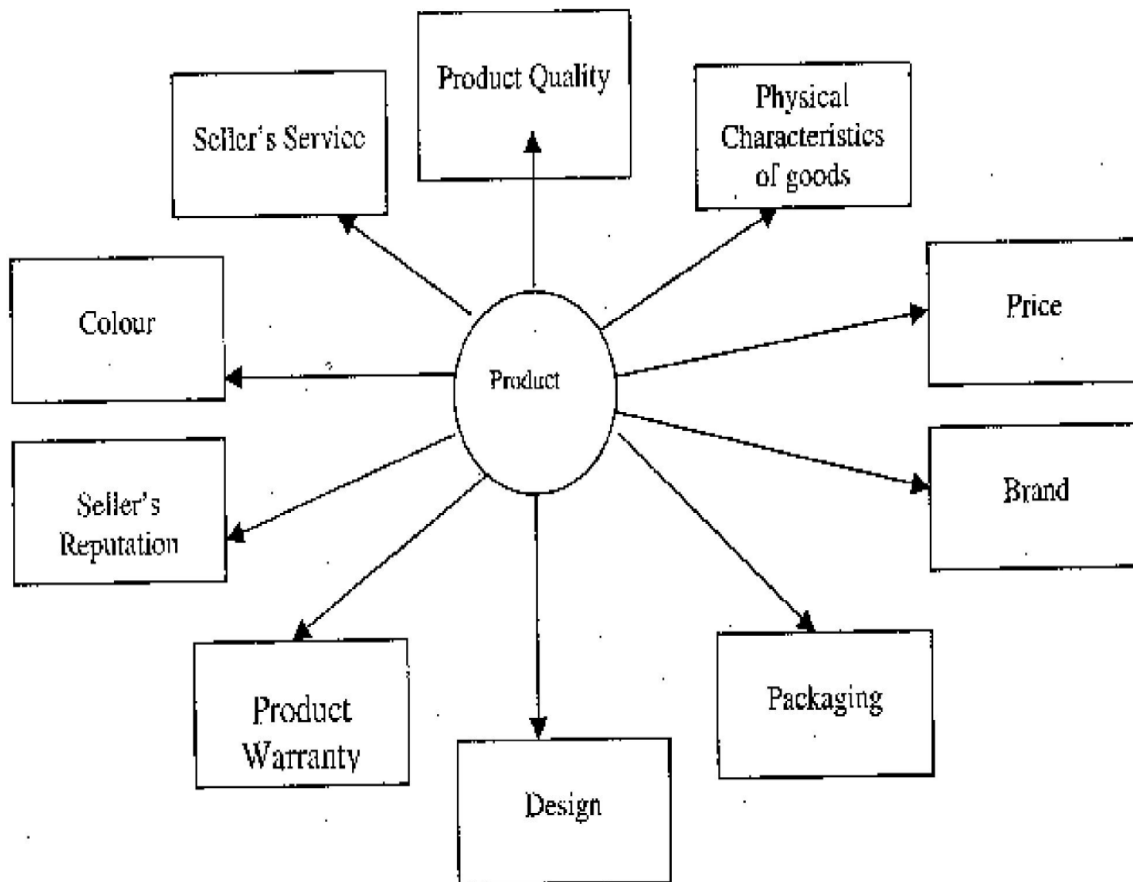 Product Quality
Seller's Service
Physical
Characteristics
of goods
Colour
Price
Product
Seller's
Reputation
Brand
Product
Warranty
Packaging
Design